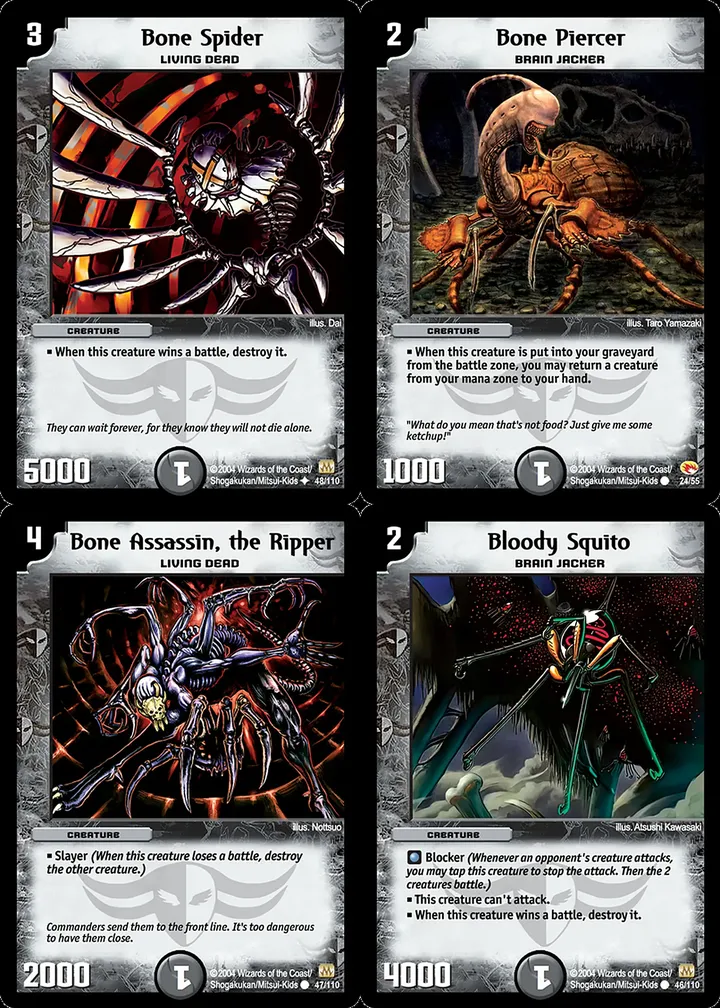 3
Bone Spider
LIVING DEAD
illus. Dai
CREATURE
▪ When this creature wins a battle, destroy it.
They can wait forever, for they know they will not die alone.
5000
1
©2004 Wizards of the Coast/
Shogakukan/Mitsui-Kids ✦ 48/110
2
Bone Piercer
BRAIN JACKER
illus. Taro Yamazaki
CREATURE
▪ When this creature is put into your graveyard
from the battle zone, you may return a creature
from your mana zone to your hand.
"What do you mean that's not food? Just give me some
ketchup!"
1000
1
©2004 Wizards of the Coast/
Shogakukan/Mitsui-Kids ● 24/55
4
Bone Assassin, the Ripper
LIVING DEAD
illus. Nottsuo
CREATURE
▪ Slayer (When this creature loses a battle, destroy
the other creature.)
Commanders send them to the front line. It's too dangerous
to have them close.
2000
1
©2004 Wizards of the Coast/
Shogakukan/Mitsui-Kids ● 47/110
2
Bloody Squito
BRAIN JACKER
illus. Atsushi Kawasaki
CREATURE
Blocker (Whenever an opponent's creature attacks,
you may tap this creature to stop the attack. Then the 2
creatures battle.)
▪ This creature can't attack.
▪ When this creature wins a battle, destroy it.
4000
1
©2004 Wizards of the Coast/
Shogakukan/Mitsui-Kids ● 46/110